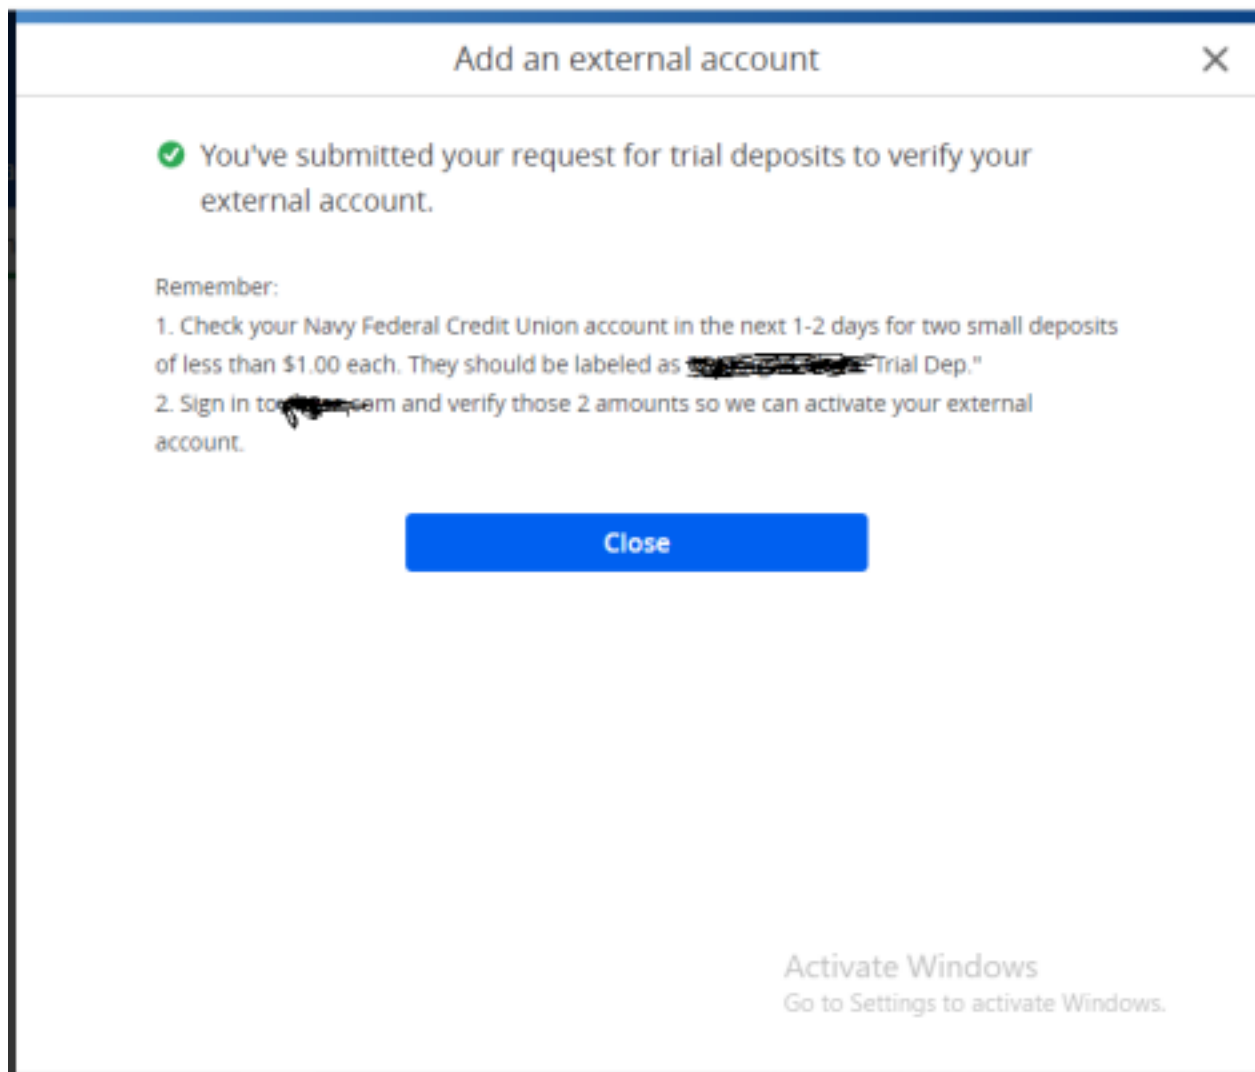 Add an external account
You've submitted your request for trial deposits to verify your
external account.
Remember:
1. Check your Navy Federal Credit Union account in the next 1-2 days for two small deposits
of less than $1.00 each. They should be labeled as Trial Dep."
2. Sign in to com and verify those 2 amounts so we can activate your external
account.
Close
Activate Windows
Go to Settings to activate Windows.